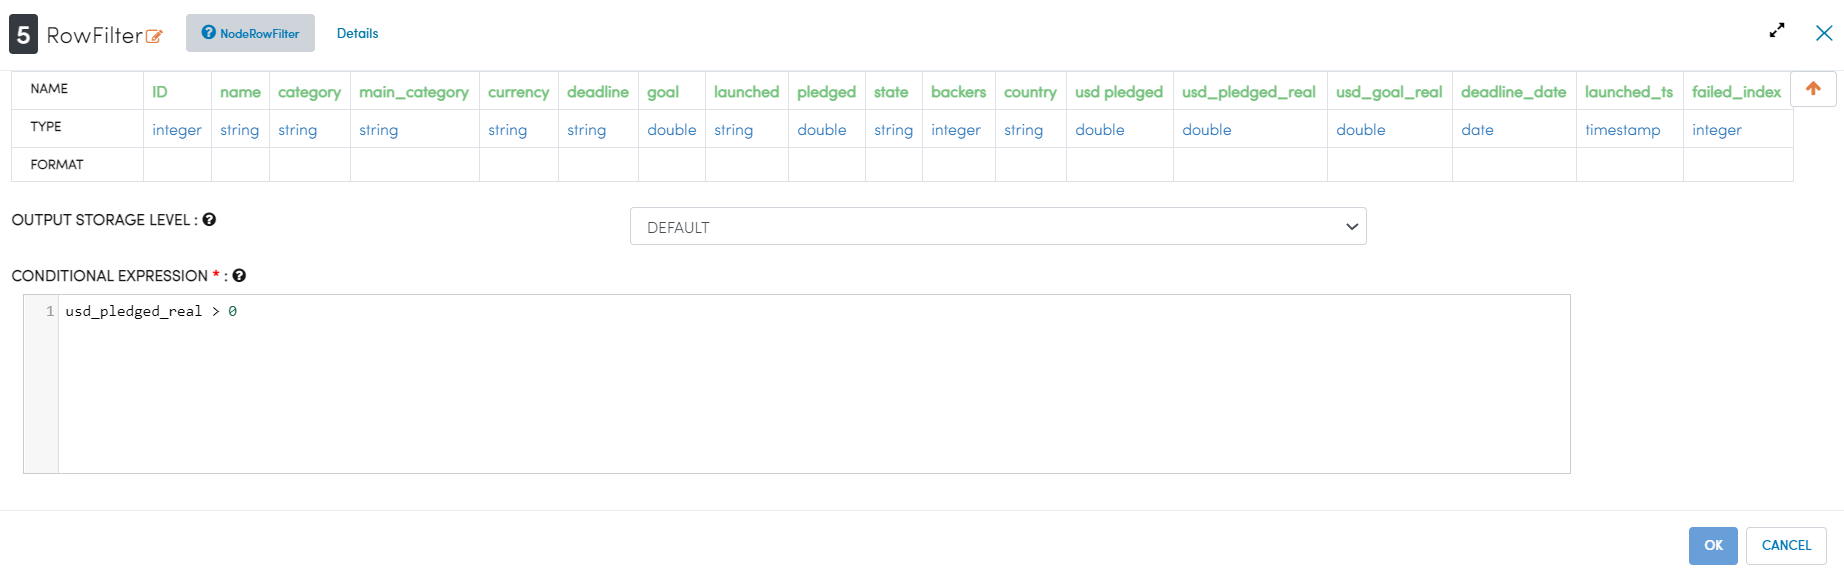 5 RowFilter NodeRowFilter Details
NAME ID name category main_category currency deadline goal launched pledged state backers country usd pledged usd_pledged_real usd_goal_real deadline_date launched_ts failed_index
TYPE integer string string string string string double string double string integer string double double double date timestamp integer
FORMAT
OUTPUT STORAGE LEVEL : DEFAULT
CONDITIONAL EXPRESSION * :
1 usd_pledged_real > 0
OK CANCEL